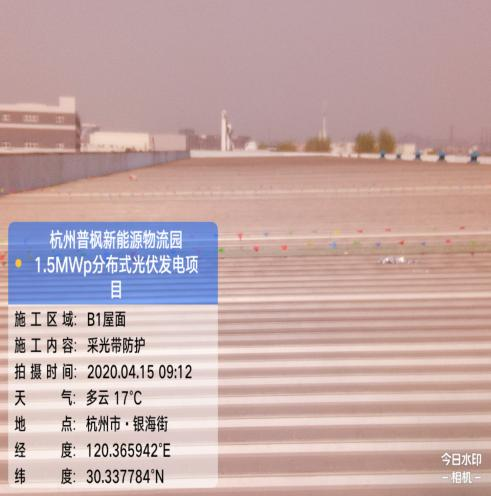 杭州普枫新能源物流园
1.5MWp分布式光伏发电项
目
施工区域: B1屋面
施工内容: 采光带防护
拍摄时间: 2020.04.15 09:12
天气: 多云 17℃
地点: 杭州市·银海街
经度: 120.365942°E
纬度: 30.337784°N
今日水印
-相机-